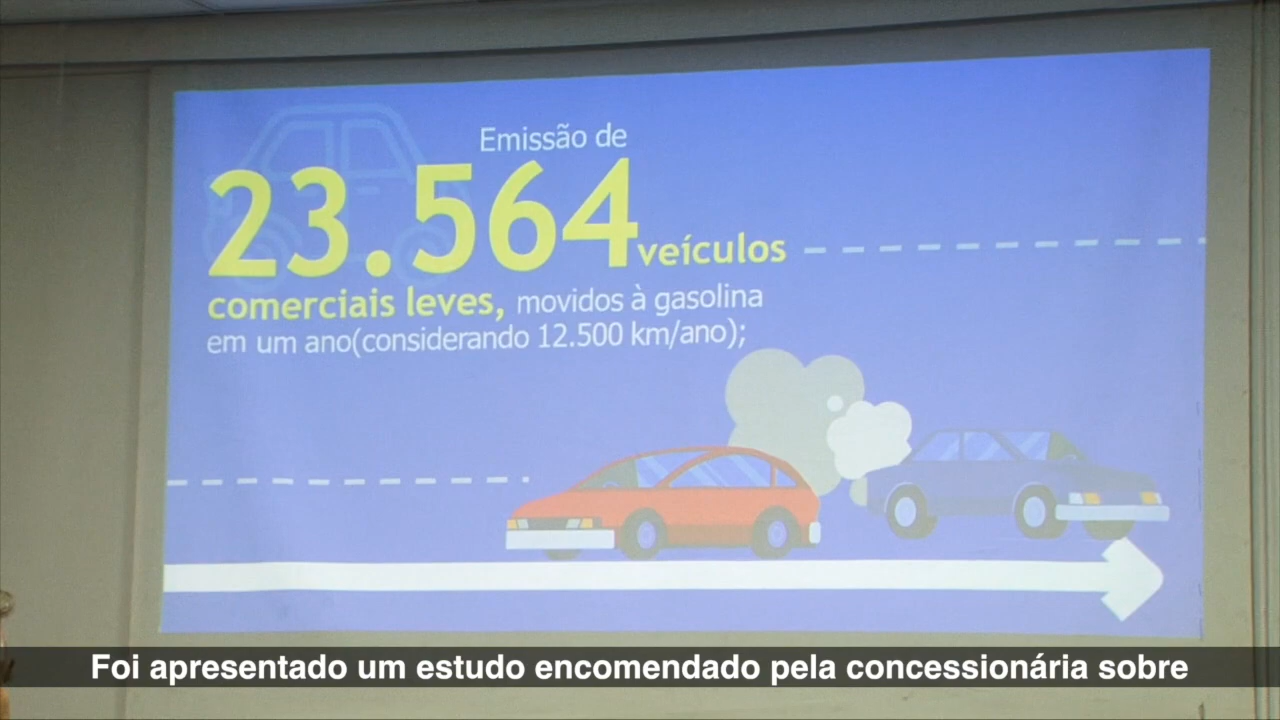 Emissão de
23.564 veículos
comerciais leves, movidos à gasolina
em um ano(considerando 12.500 km/ano);
Foi apresentado um estudo encomendado pela concessionária sobre